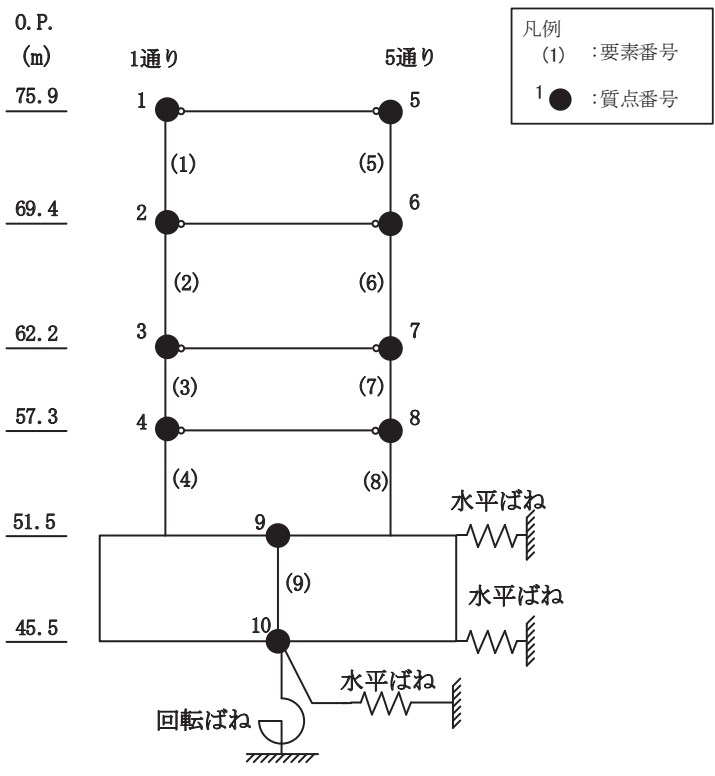 O.P.
(m)
1通り
5通り
凡例
(1) :要素番号
1 :質点番号
75.9
1
5
(1)
(5)
69.4
2
6
(2)
(6)
62.2
3
7
(3)
(7)
57.3
4
8
(4)
(8)
水平ばね
51.5
9
(9)
水平ばね
45.5
10
水平ばね
回転ばね